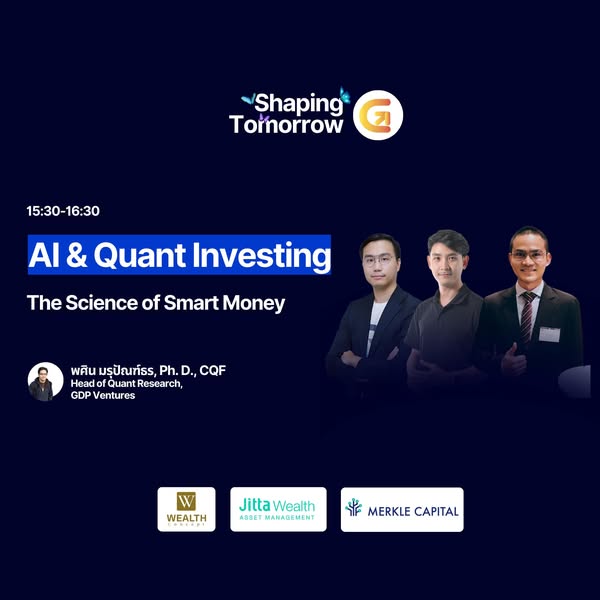 Shaping
Tomorrow
15:30-16:30
AI & Quant Investing
The Science of Smart Money
พศิน มรุปัณฑ์ธร, Ph. D., CQF
Head of Quant Research,
GDP Ventures
W
WEALTH
concept
Jitta Wealth
ASSET MANAGEMENT
MERKLE CAPITAL